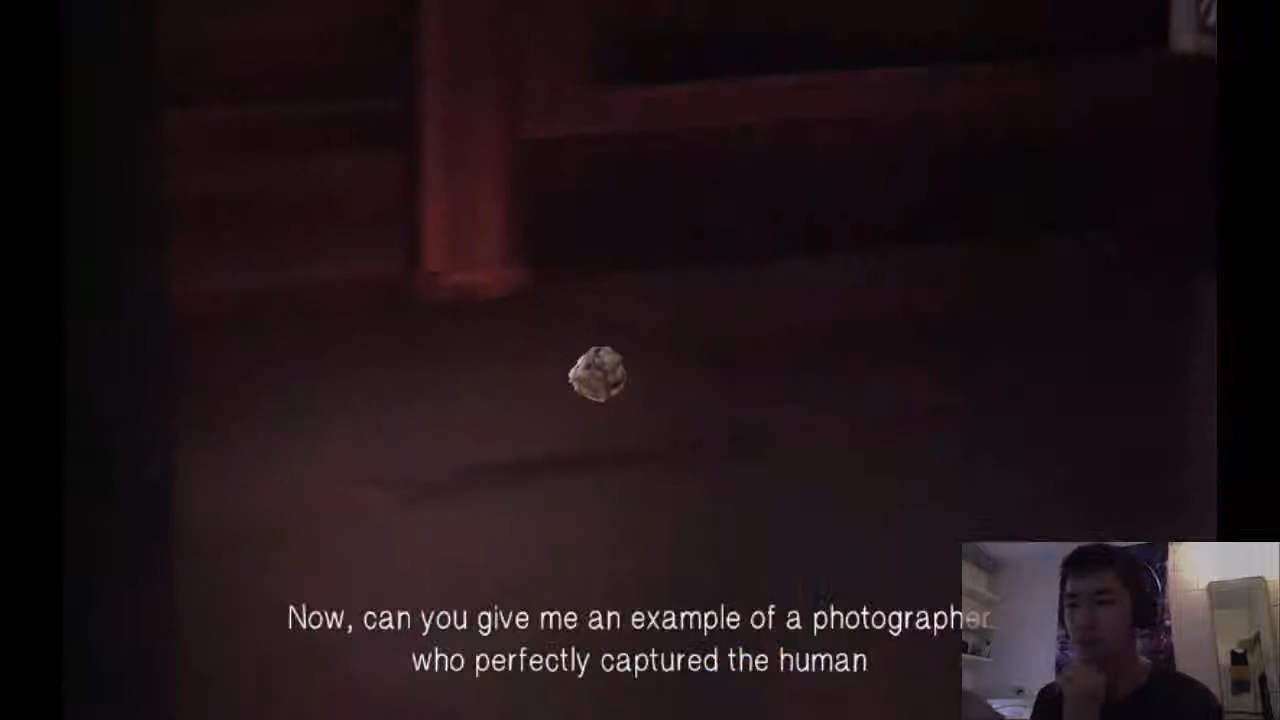 Now, can you give me an example of a photographer
who perfectly captured the human